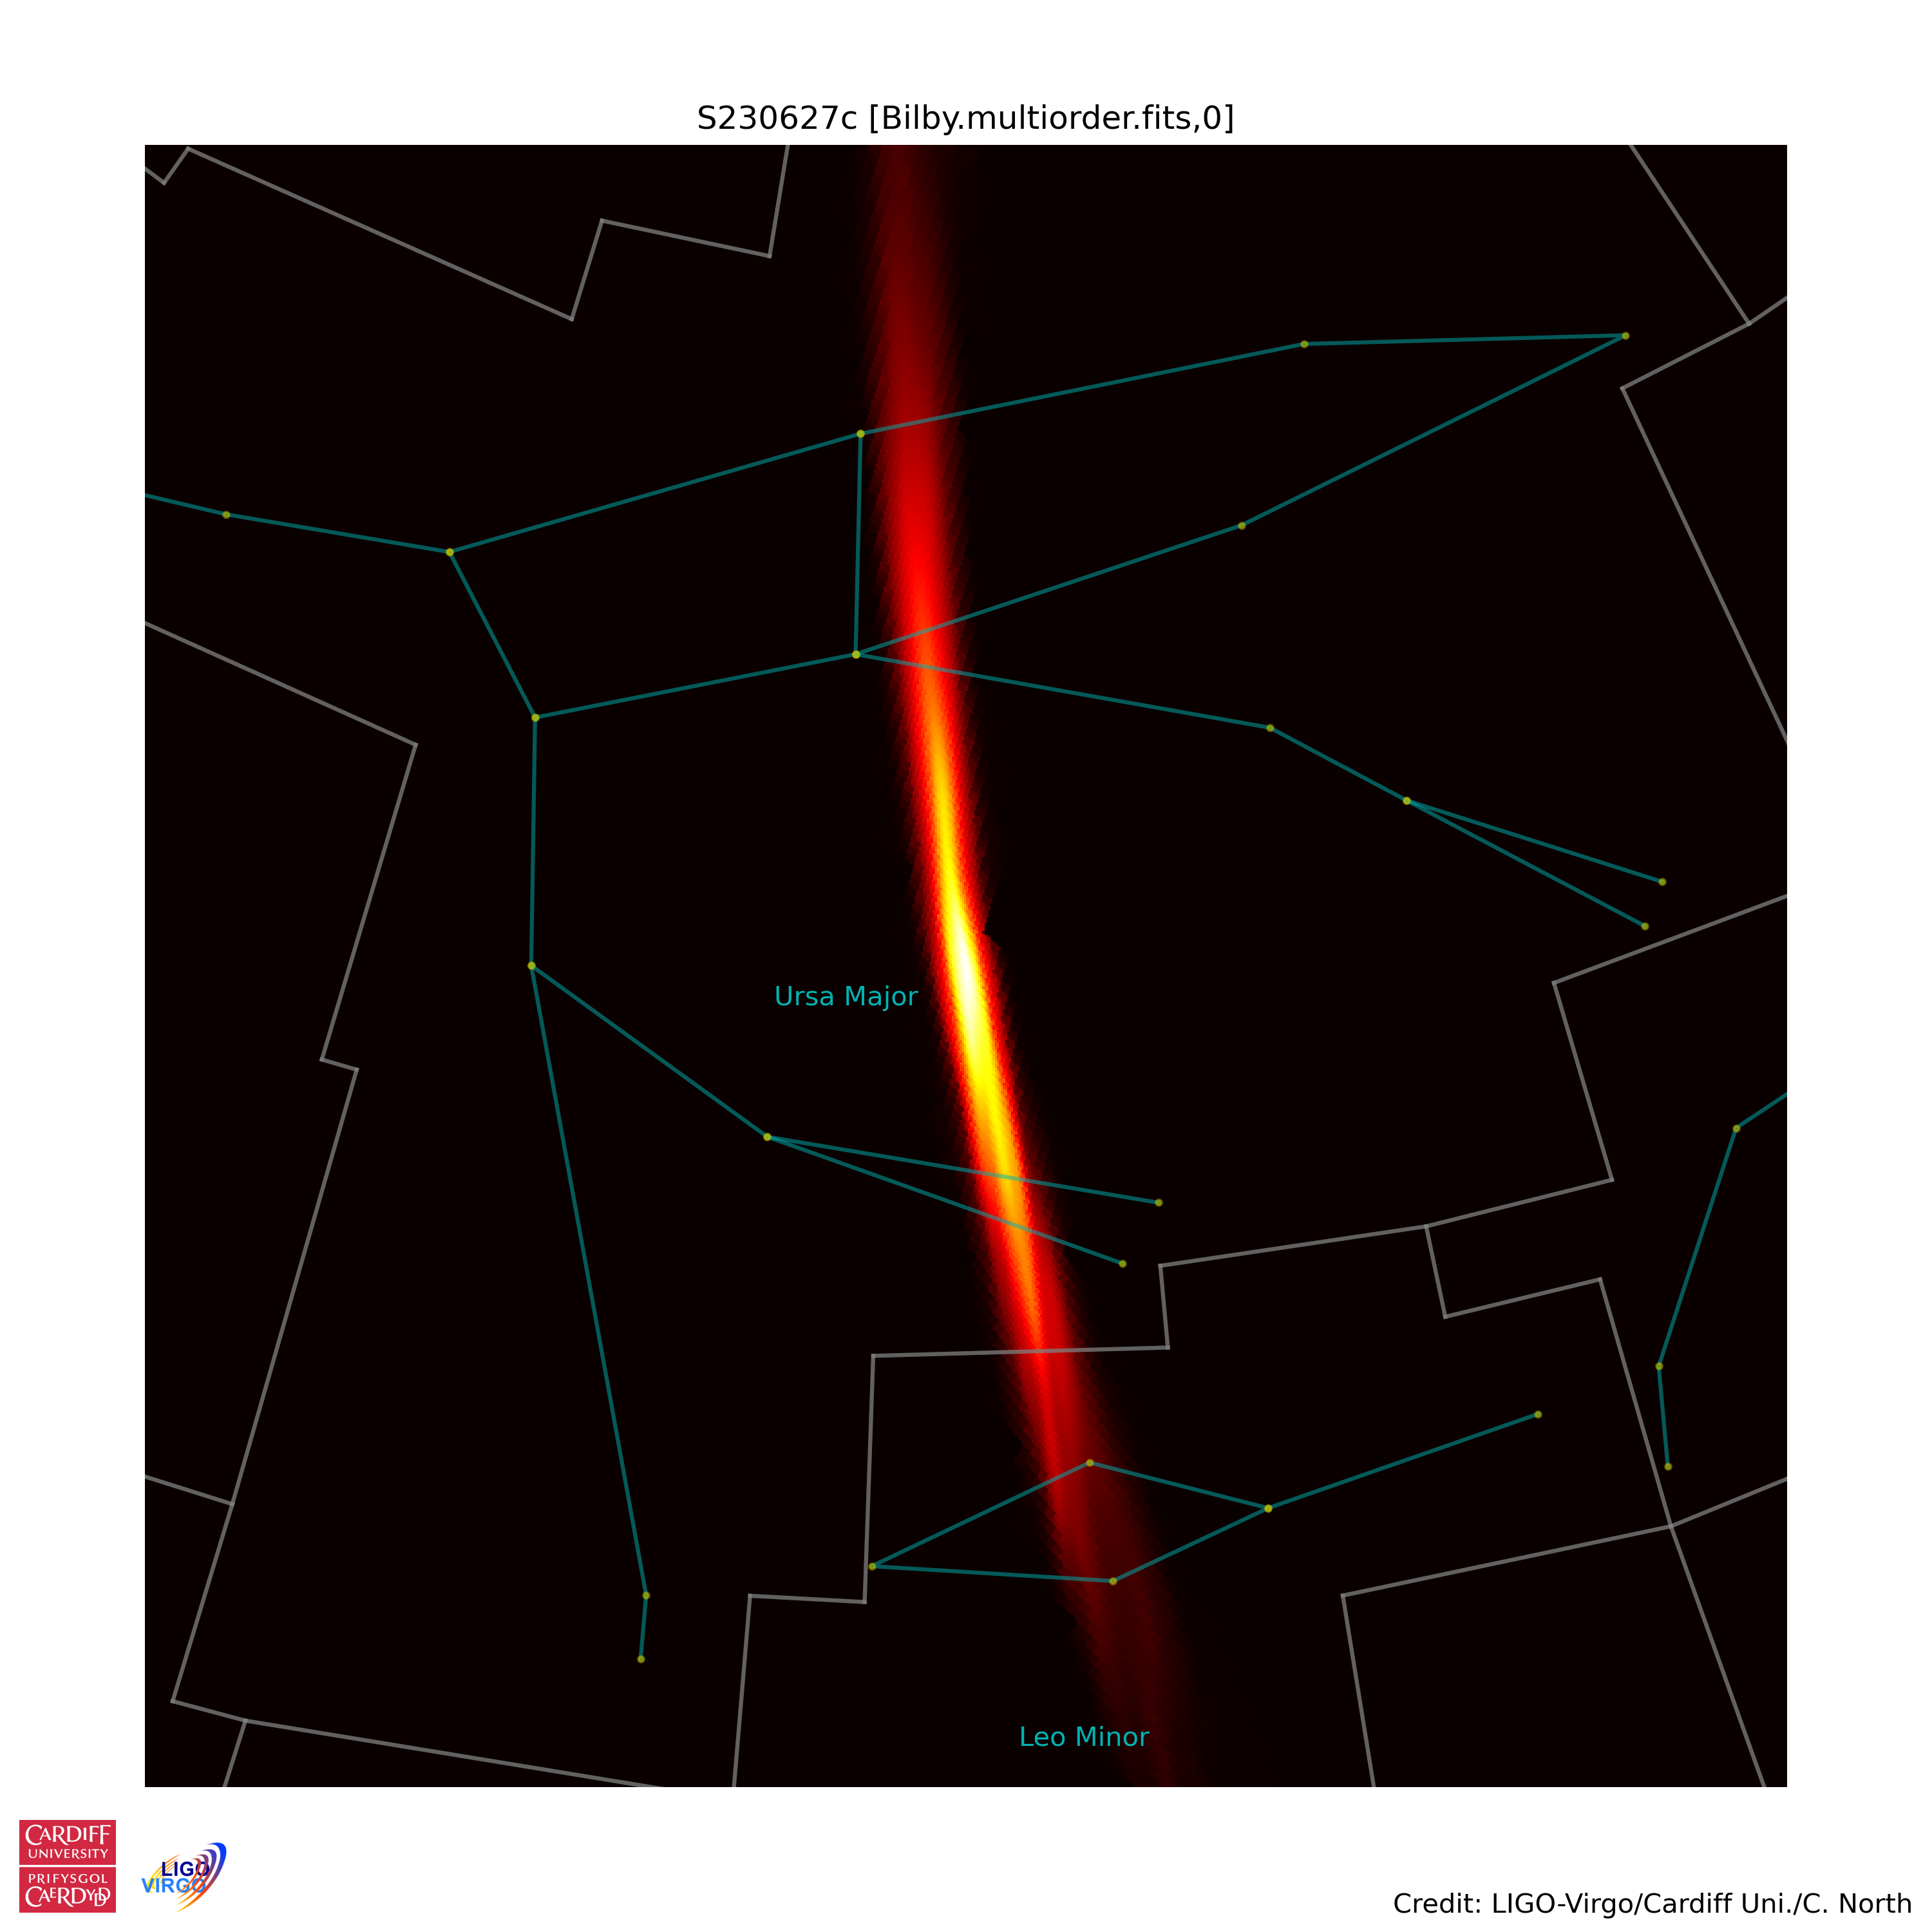 S230627c [Bilby.multiorder.fits,0]
Ursa Major
Leo Minor
CARDIFF
UNIVERSITY
PRIFYSGOL
CAERDYDD
LIGO
VIRGO
Credit: LIGO-Virgo/Cardiff Uni./C. North